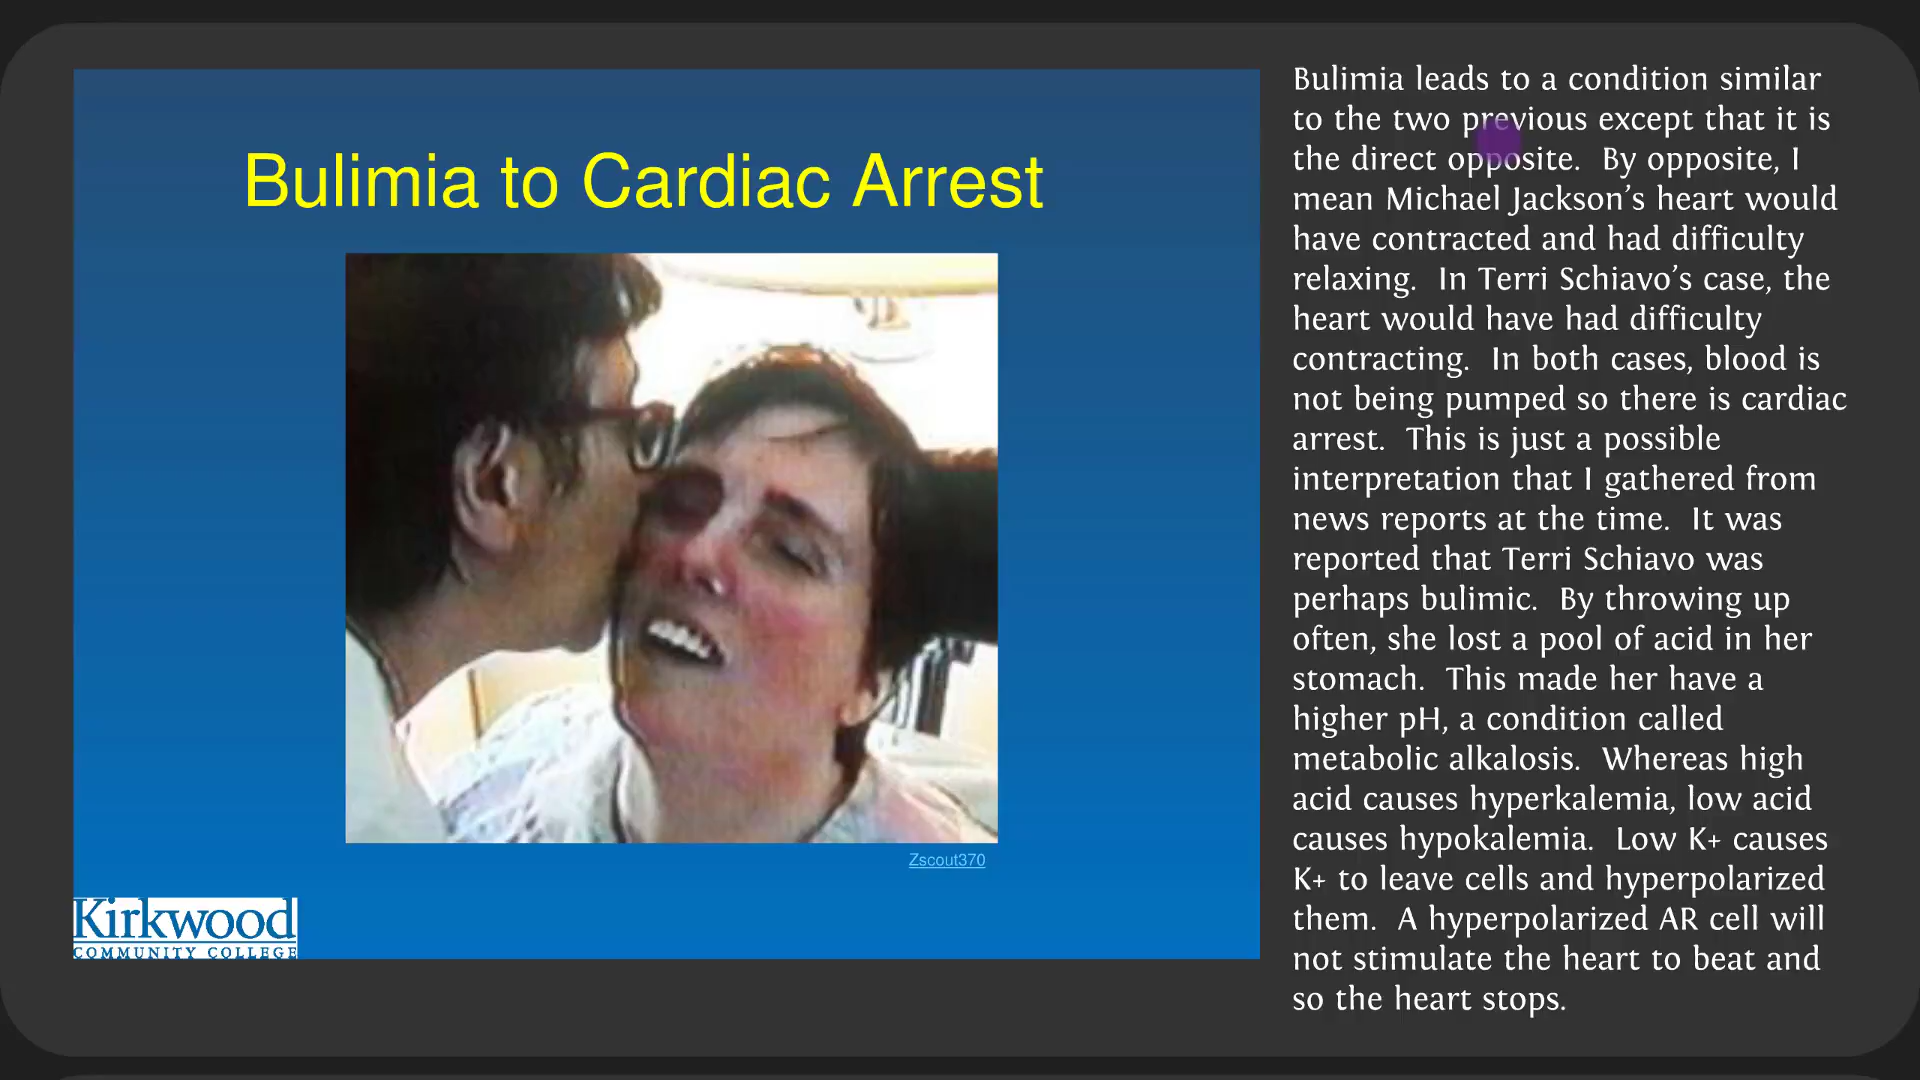 Bulimia to Cardiac Arrest
Zscout370
Kirkwood
COMMUNITY COLLEGE
Bulimia leads to a condition similar
to the two previous except that it is
the direct opposite.  By opposite, I
mean Michael Jackson’s heart would
have contracted and had difficulty
relaxing.  In Terri Schiavo’s case, the
heart would have had difficulty
contracting.  In both cases, blood is
not being pumped so there is cardiac
arrest.  This is just a possible
interpretation that I gathered from
news reports at the time.  It was
reported that Terri Schiavo was
perhaps bulimic.  By throwing up
often, she lost a pool of acid in her
stomach.  This made her have a
higher pH, a condition called
metabolic alkalosis.  Whereas high
acid causes hyperkalemia, low acid
causes hypokalemia.  Low K+ causes
K+ to leave cells and hyperpolarized
them.  A hyperpolarized AR cell will
not stimulate the heart to beat and
so the heart stops.